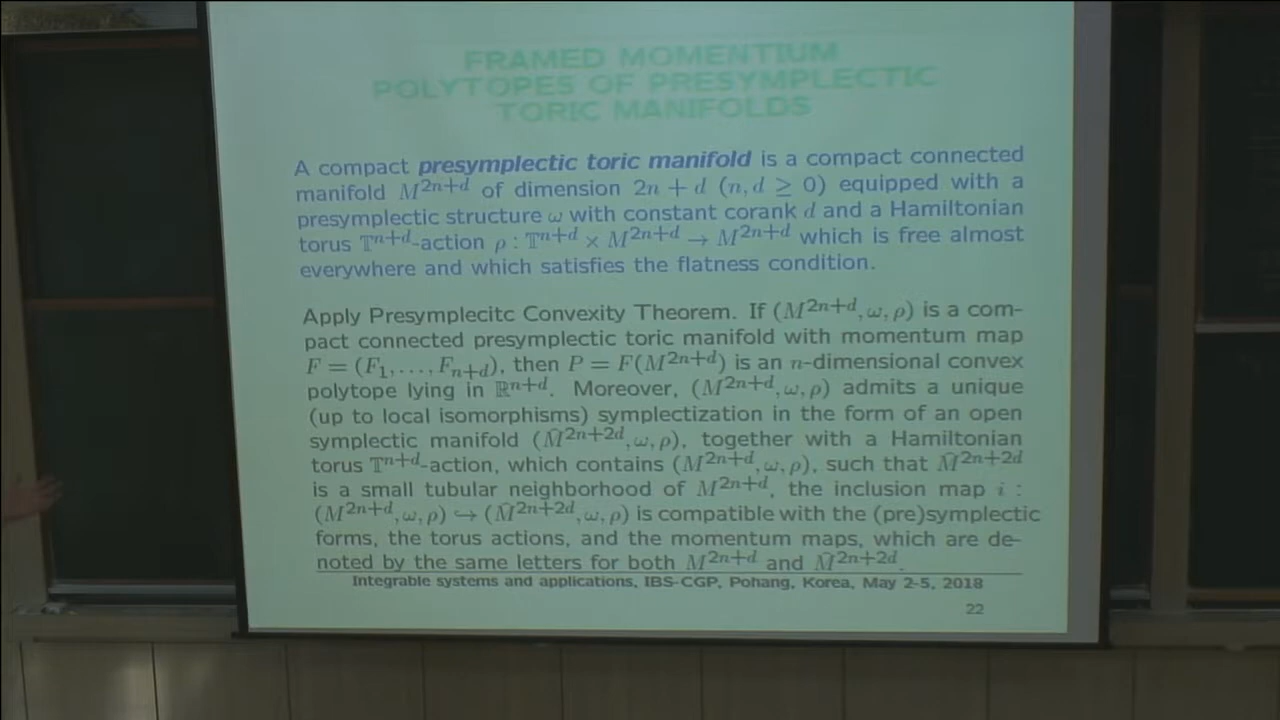 FRAMED MOMENTIUM
POLYTOPES OF PRESYMPLECTIC
TORIC MANIFOLDS
A compact presymplectic toric manifold is a compact connected
manifold M^{2n+d} of dimension 2n + d (n, d ≥ 0) equipped with a
presymplectic structure ω with constant corank d and a Hamiltonian
torus 𝕋^{n+d}-action ρ : 𝕋^{n+d} × M^{2n+d} → M^{2n+d} which is free almost
everywhere and which satisfies the flatness condition.
Apply Presymplecitc Convexity Theorem. If (M^{2n+d}, ω, ρ) is a com-
pact connected presymplectic toric manifold with momentum map
F = (F_1, . . . , F_{n+d}), then P = F(M^{2n+d}) is an n-dimensional convex
polytope lying in ℝ^{n+d}. Moreover, (M^{2n+d}, ω, ρ) admits a unique
(up to local isomorphisms) symplectization in the form of an open
symplectic manifold (M̂^{2n+2d}, ω, ρ), together with a Hamiltonian
torus 𝕋^{n+d}-action, which contains (M^{2n+d}, ω, ρ), such that M̂^{2n+2d}
is a small tubular neighborhood of M^{2n+d}, the inclusion map i :
(M^{2n+d}, ω, ρ) ↪ (M̂^{2n+2d}, ω, ρ) is compatible with the (pre)symplectic
forms, the torus actions, and the momentum maps, which are de-
noted by the same letters for both M^{2n+d} and M̂^{2n+2d}.
Integrable systems and applications, IBS-CGP, Pohang, Korea, May 2-5, 2018
22